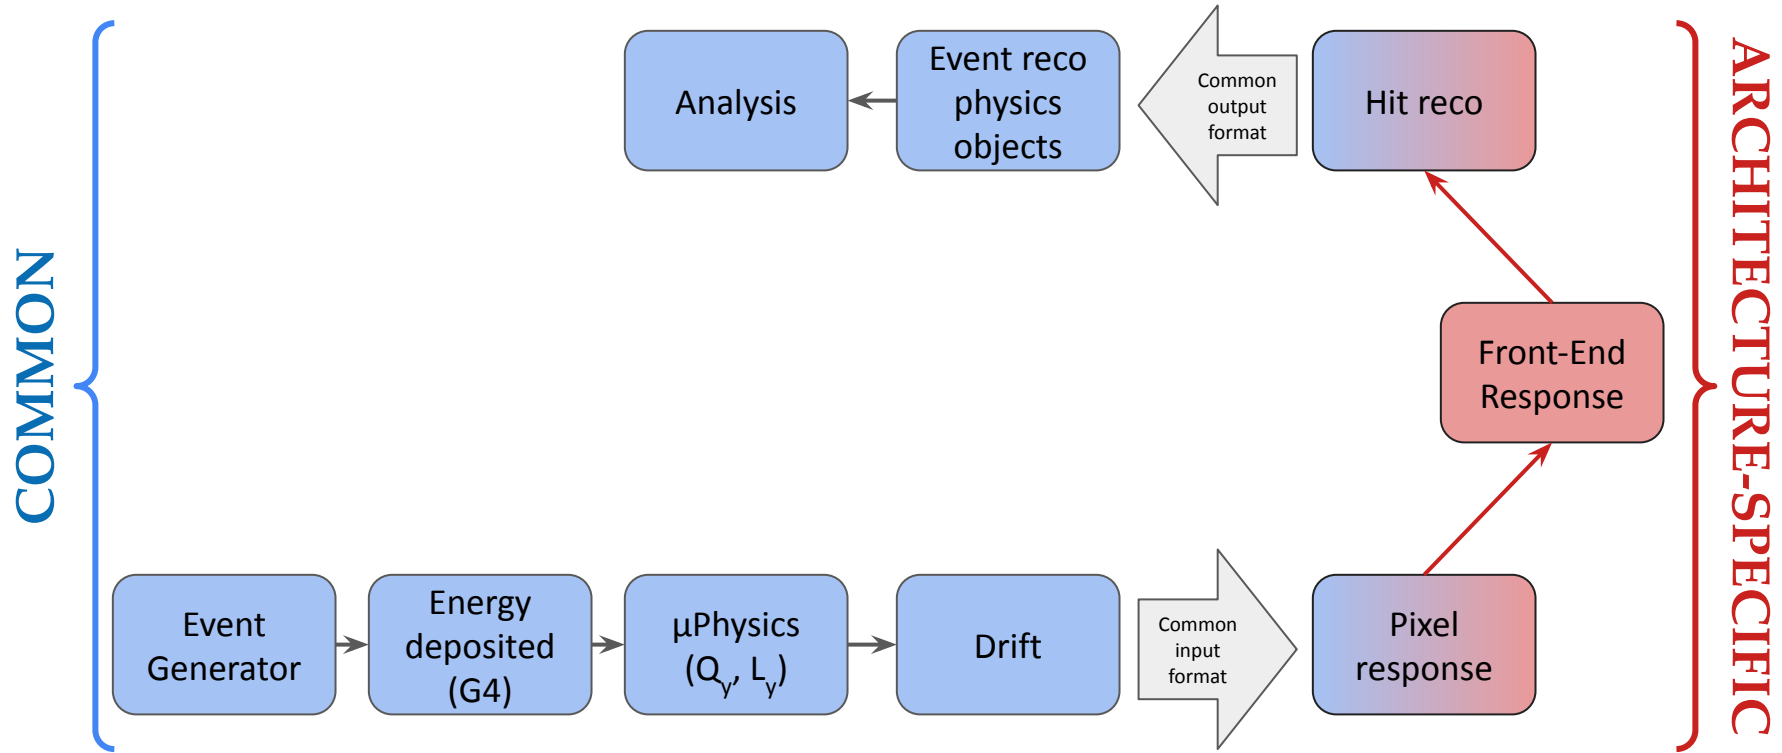 COMMON
Analysis
Event reco
physics
objects
Common
output
format
Hit reco
ARCHITECTURE-SPECIFIC
Front-End
Response
Event
Generator
Energy
deposited
(G4)
μPhysics
(Qy, Ly)
Drift
Common
input
format
Pixel
response